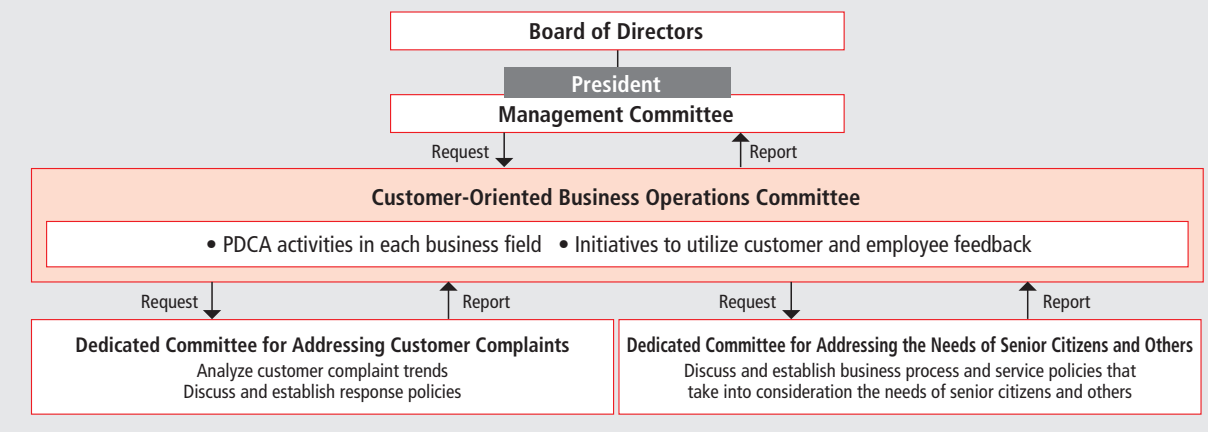 Board of Directors
President
Management Committee
Request
Report
Customer-Oriented Business Operations Committee
• PDCA activities in each business field • Initiatives to utilize customer and employee feedback
Request
Report
Request
Report
Dedicated Committee for Addressing Customer Complaints
Analyze customer complaint trends
Discuss and establish response policies
Dedicated Committee for Addressing the Needs of Senior Citizens and Others
Discuss and establish business process and service policies that
take into consideration the needs of senior citizens and others